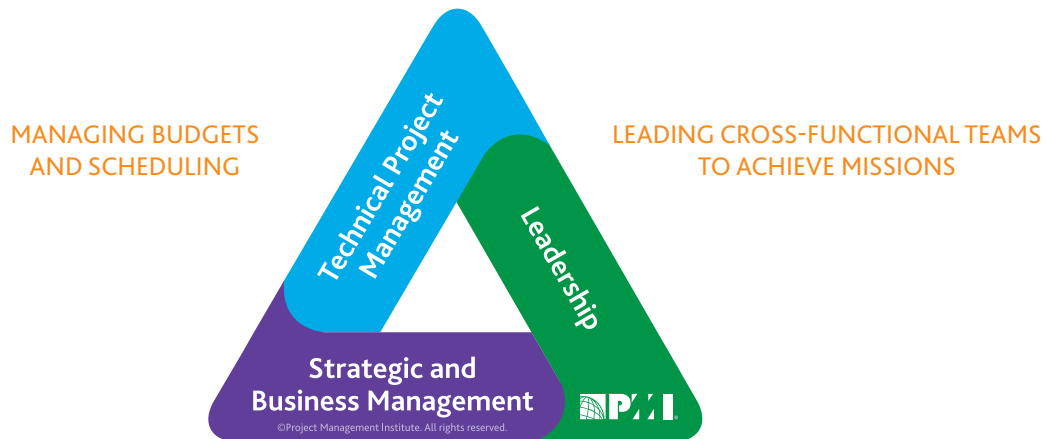 MANAGING BUDGETS
AND SCHEDULING
Technical Project
Management
LEADING CROSS-FUNCTIONAL TEAMS
TO ACHIEVE MISSIONS
Leadership
Strategic and
Business Management
©Project Management Institute. All rights reserved.
PMI